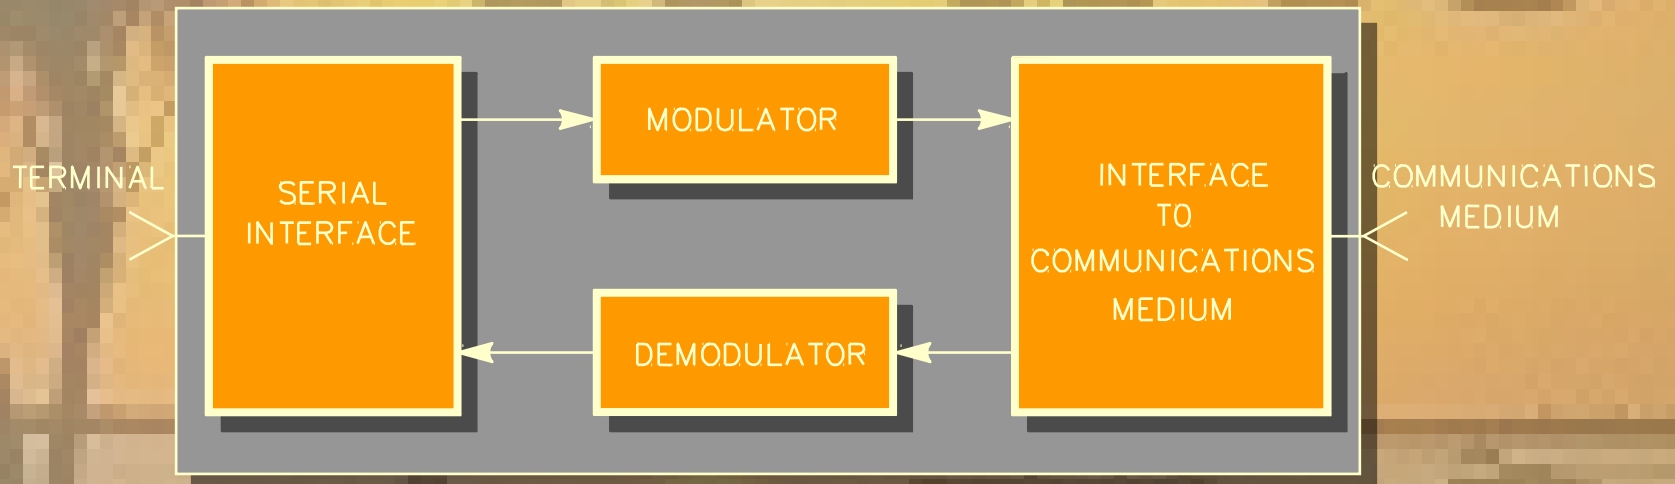 TERMINAL
SERIAL
INTERFACE
MODULATOR
DEMODULATOR
INTERFACE
TO
COMMUNICATIONS
MEDIUM
COMMUNICATIONS
MEDIUM